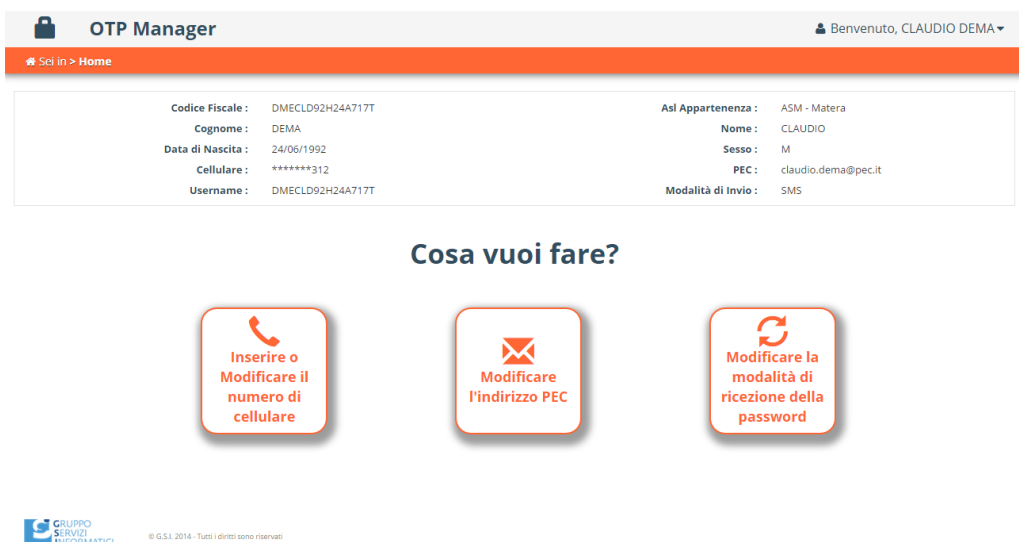 OTP Manager
Benvenuto, CLAUDIO DEMA
Sei in > Home
Codice Fiscale : DMECLD92H24A717T
Asl Appartenenza : ASM - Matera
Cognome : DEMA
Nome : CLAUDIO
Data di Nascita : 24/06/1992
Sesso : M
Cellulare : *******312
PEC : claudio.dema@pec.it
Username : DMECLD92H24A717T
Modalità di Invio : SMS
Cosa vuoi fare?
Inserire o
Modificare il
numero di
cellulare
Modificare
l'indirizzo PEC
Modificare la
modalità di
ricezione della
password
GRUPPO
SERVIZI
INFORMATICI
© G.S.I. 2014 - Tutti i diritti sono riservati